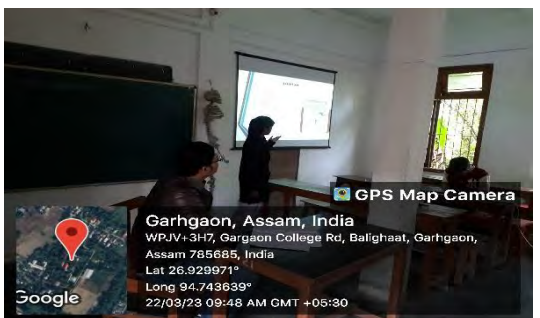 GPS Map Camera
Garhgaon, Assam, India
WPJV+3H7, Gargaon College Rd, Balighaat, Garhgaon,
Assam 785685, India
Lat 26.929971°
Long 94.743639°
22/03/23 09:48 AM GMT +05:30
Google